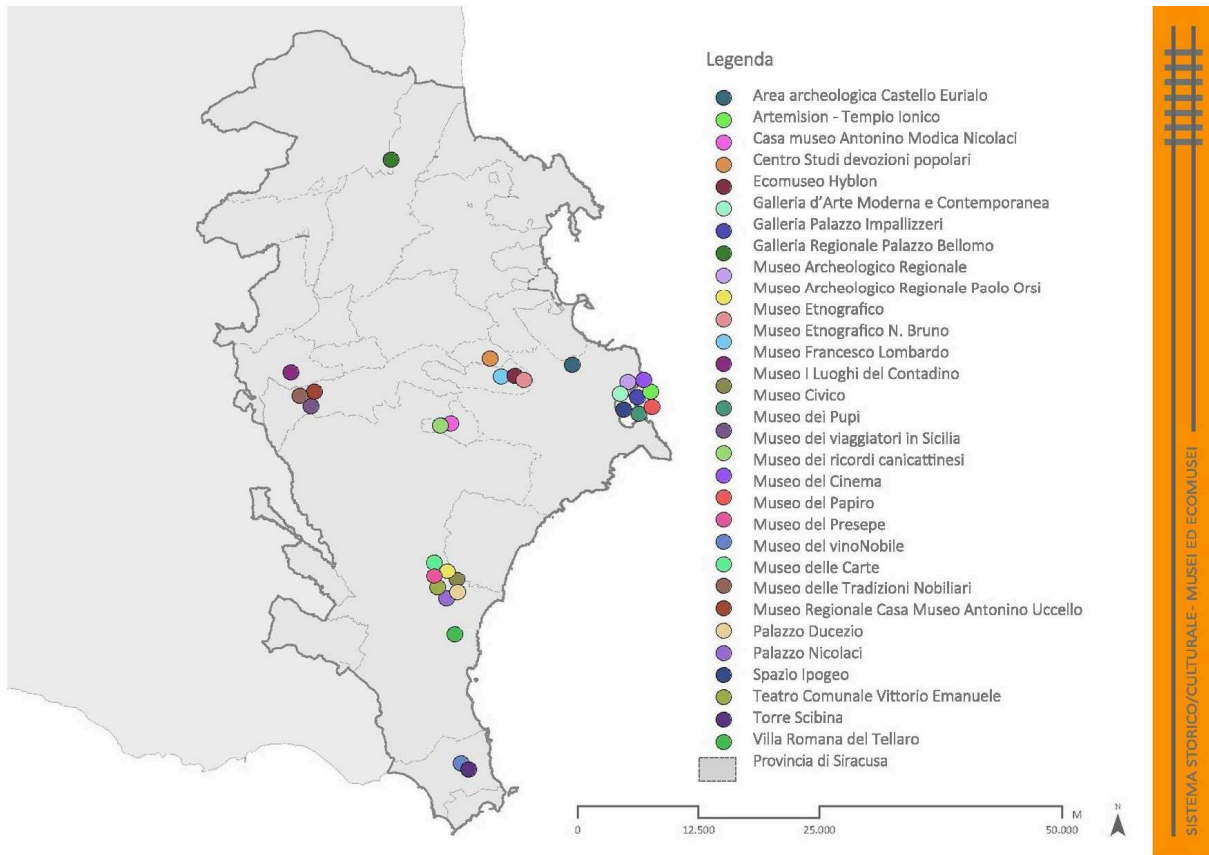 Legenda
Area archeologica Castello Eurialo
Artemision - Tempio Ionico
Casa museo Antonino Modica Nicolaci
Centro Studi devozioni popolari
Ecomuseo Hyblon
Galleria d'Arte Moderna e Contemporanea
Galleria Palazzo Impallizzeri
Galleria Regionale Palazzo Bellomo
Museo Archeologico Regionale
Museo Archeologico Regionale Paolo Orsi
Museo Etnografico
Museo Etnografico N. Bruno
Museo Francesco Lombardo
Museo I Luoghi del Contadino
Museo Civico
Museo dei Pupi
Museo dei viaggiatori in Sicilia
Museo dei ricordi canicattinesi
Museo del Cinema
Museo del Papiro
Museo del Presepe
Museo del vinoNobile
Museo delle Carte
Museo delle Tradizioni Nobiliari
Museo Regionale Casa Museo Antonino Uccello
Palazzo Ducezio
Palazzo Nicolaci
Spazio Ipogeo
Teatro Comunale Vittorio Emanuele
Torre Scibina
Villa Romana del Tellaro
Provincia di Siracusa
0 12.500 25.000 50.000
M
N
SISTEMA STORICO/CULTURALE- MUSEI ED ECOMUSEI